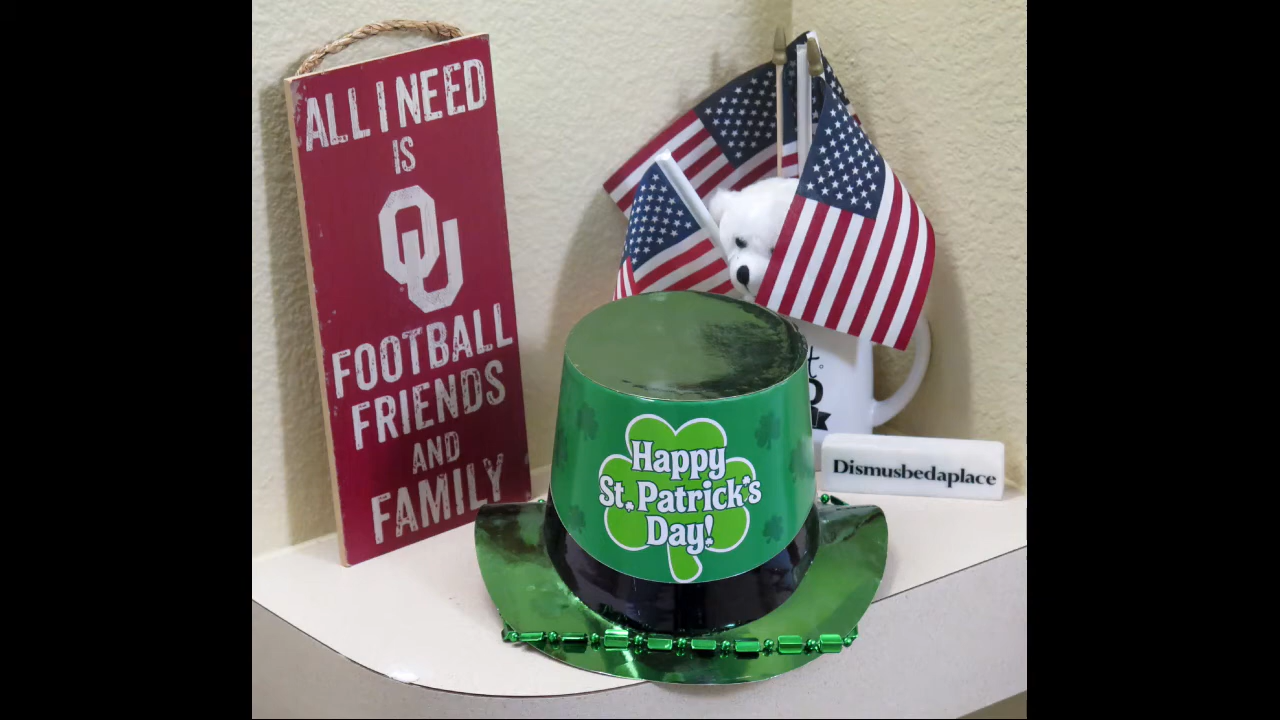 ALL I NEED
IS
OU
FOOTBALL
FRIENDS
AND
FAMILY
Happy
St. Patrick's
Day!
Dismusbedaplace